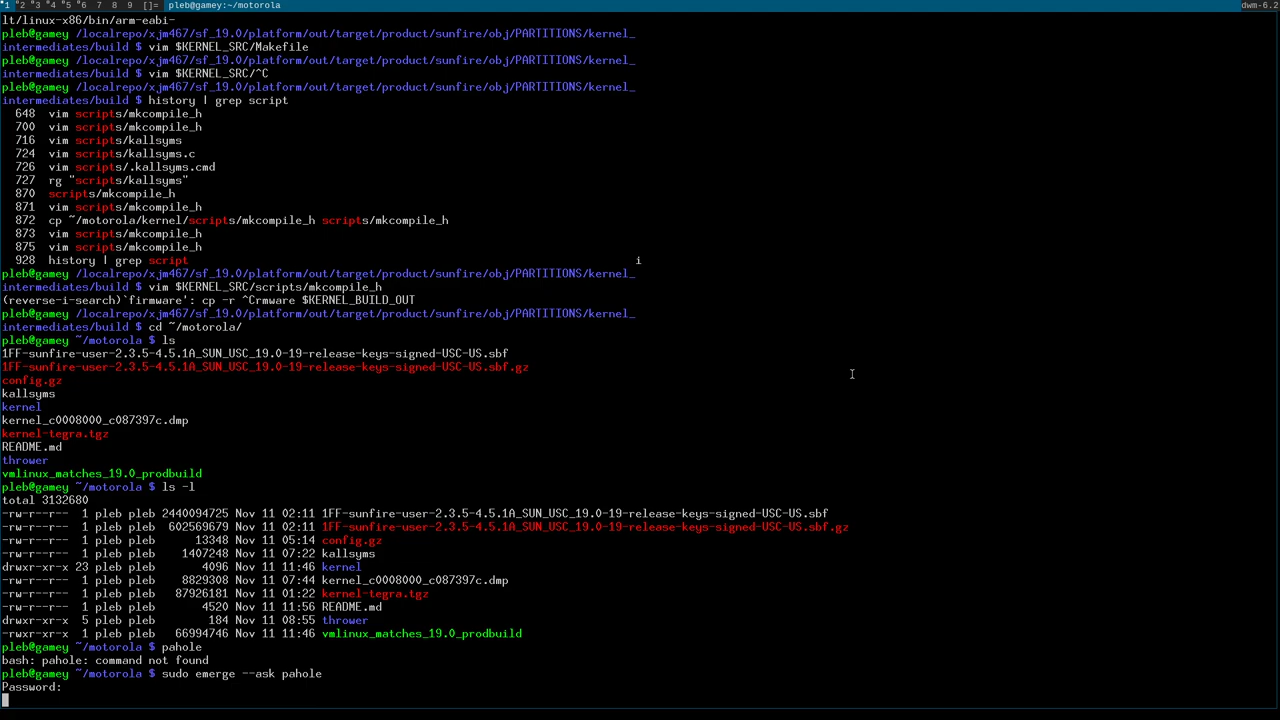 1 2 3 4 5 6 7 8 9 []= pleb@gamey:~/motorola dwm-6.2
lt/linux-x86/bin/arm-eabi-
pleb@gamey /localrepo/xjm467/sf_19.0/platform/out/target/product/sunfire/obj/PARTITIONS/kernel_
intermediates/build $ vim $KERNEL_SRC/Makefile
pleb@gamey /localrepo/xjm467/sf_19.0/platform/out/target/product/sunfire/obj/PARTITIONS/kernel_
intermediates/build $ vim $KERNEL_SRC/^C
pleb@gamey /localrepo/xjm467/sf_19.0/platform/out/target/product/sunfire/obj/PARTITIONS/kernel_
intermediates/build $ history | grep script
648 vim scripts/mkcompile_h
700 vim scripts/mkcompile_h
716 vim scripts/kallsyms
724 vim scripts/kallsyms.c
726 vim scripts/.kallsyms.cmd
727 rg "scripts/kallsyms"
870 scripts/mkcompile_h
871 vim scripts/mkcompile_h
872 cp ~/motorola/kernel/scripts/mkcompile_h scripts/mkcompile_h
873 vim scripts/mkcompile_h
875 vim scripts/mkcompile_h
928 history | grep script i
pleb@gamey /localrepo/xjm467/sf_19.0/platform/out/target/product/sunfire/obj/PARTITIONS/kernel_
intermediates/build $ vim $KERNEL_SRC/scripts/mkcompile_h
(reverse-i-search)`firmware': cp -r ^Crmware $KERNEL_BUILD_OUT
pleb@gamey /localrepo/xjm467/sf_19.0/platform/out/target/product/sunfire/obj/PARTITIONS/kernel_
intermediates/build $ cd ~/motorola/
pleb@gamey ~/motorola $ ls
1FF-sunfire-user-2.3.5-4.5.1A_SUN_USC_19.0-19-release-keys-signed-USC-US.sbf
1FF-sunfire-user-2.3.5-4.5.1A_SUN_USC_19.0-19-release-keys-signed-USC-US.sbf.gz
config.gz
kallsyms
kernel
kernel_c0008000_c087397c.dmp
kernel-tegra.tgz
README.md
thrower
vmlinux_matches_19.0_prodbuild
pleb@gamey ~/motorola $ ls -l
total 3132680
-rw-r--r-- 1 pleb pleb 2440094725 Nov 11 02:11 1FF-sunfire-user-2.3.5-4.5.1A_SUN_USC_19.0-19-release-keys-signed-USC-US.sbf
-rw-r--r-- 1 pleb pleb 602569679 Nov 11 02:11 1FF-sunfire-user-2.3.5-4.5.1A_SUN_USC_19.0-19-release-keys-signed-USC-US.sbf.gz
-rw-r--r-- 1 pleb pleb 13348 Nov 11 05:14 config.gz
-rw-r--r-- 1 pleb pleb 1407248 Nov 11 07:22 kallsyms
drwxr-xr-x 23 pleb pleb 4096 Nov 11 11:46 kernel
-rw-r--r-- 1 pleb pleb 8829308 Nov 11 07:44 kernel_c0008000_c087397c.dmp
-rw-r--r-- 1 pleb pleb 87926181 Nov 11 01:22 kernel-tegra.tgz
-rw-r--r-- 1 pleb pleb 4520 Nov 11 11:56 README.md
drwxr-xr-x 5 pleb pleb 184 Nov 11 08:55 thrower
-rwxr-xr-x 1 pleb pleb 66994746 Nov 11 11:46 vmlinux_matches_19.0_prodbuild
pleb@gamey ~/motorola $ pahole
bash: pahole: command not found
pleb@gamey ~/motorola $ sudo emerge --ask pahole
Password: